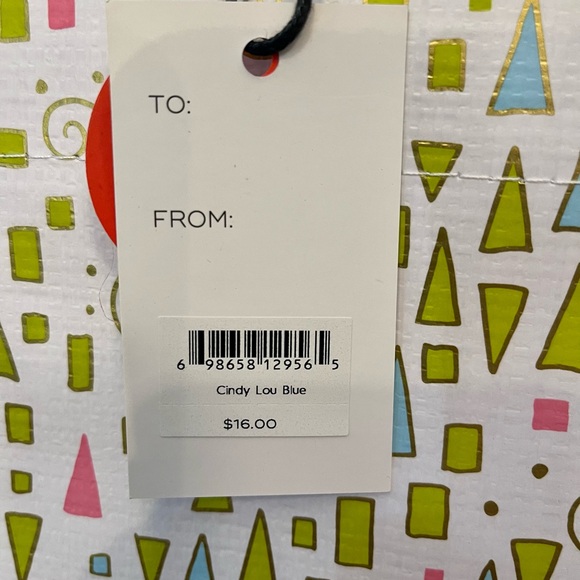 TO:
FROM:
6 98658 12956 5
Cindy Lou Blue
$16.00